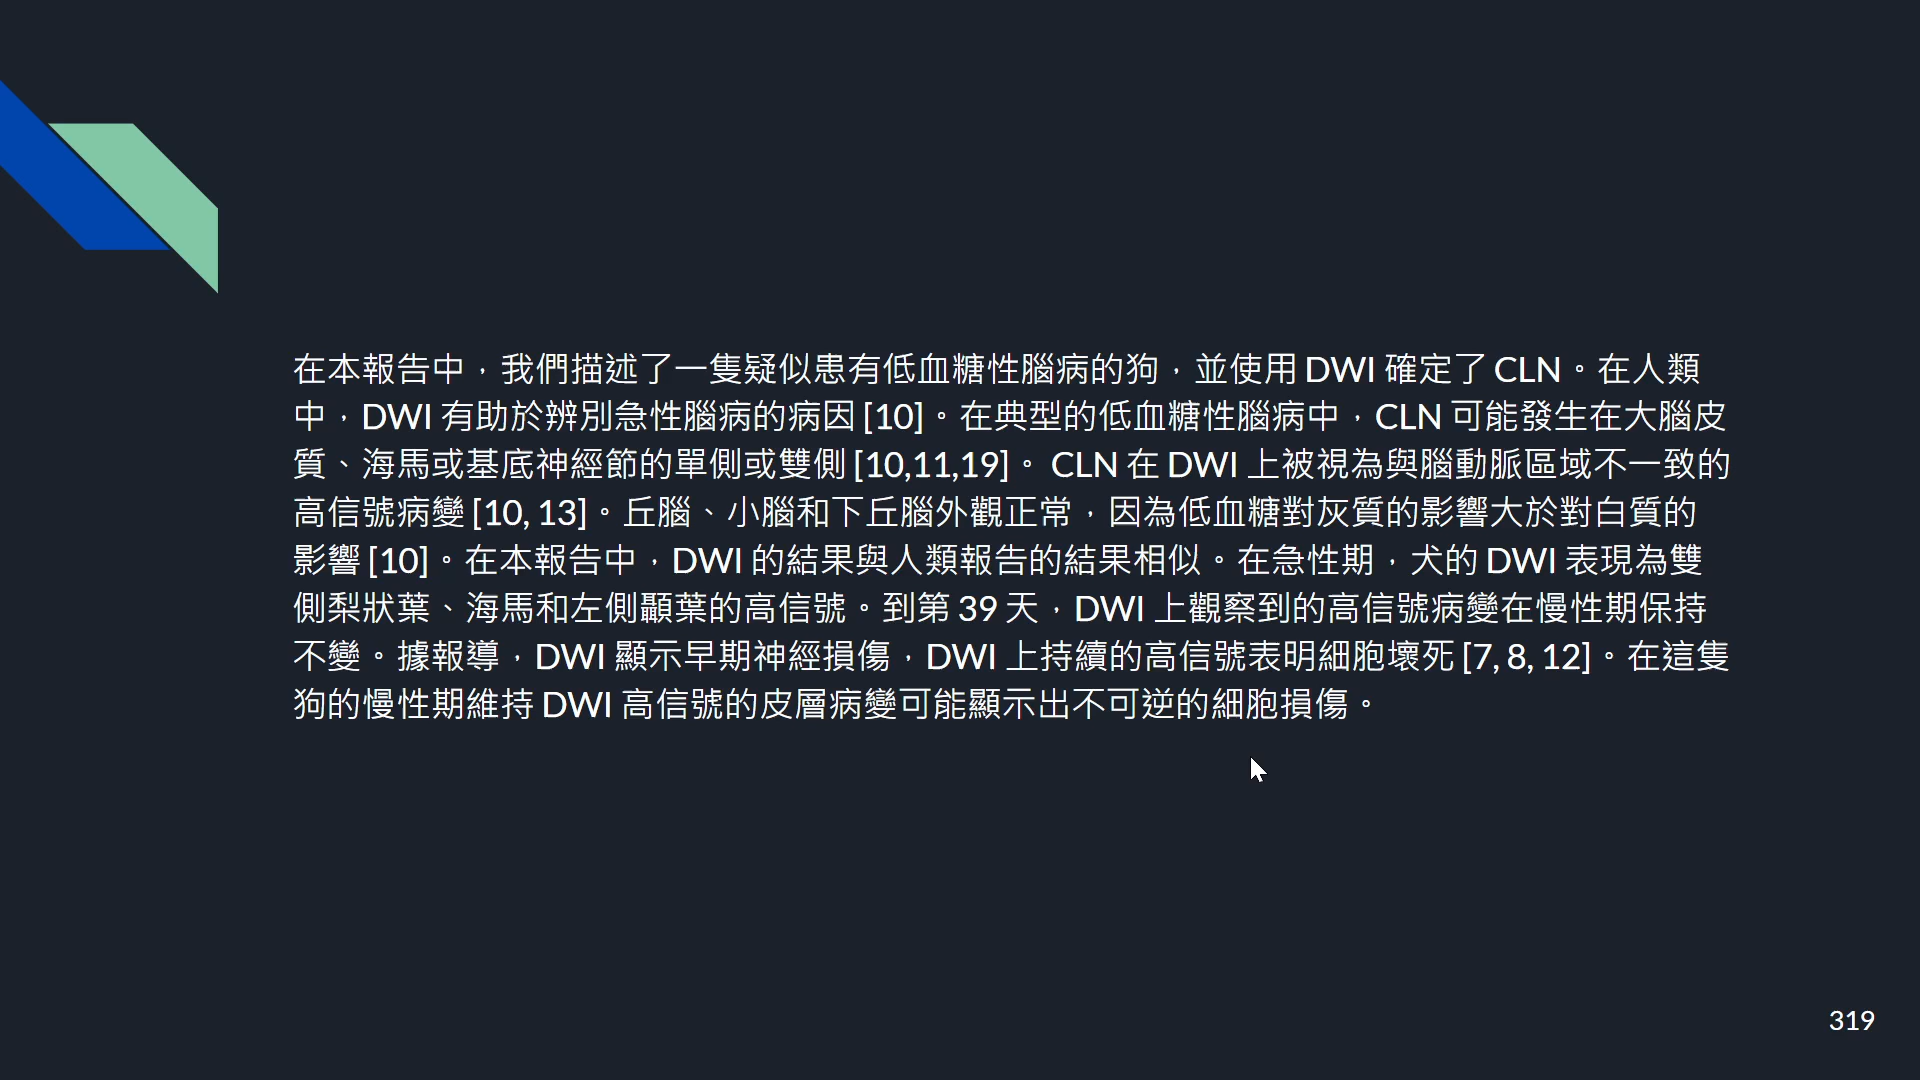 在本報告中，我們描述了一隻疑似患有低血糖性腦病的狗，並使用 DWI 確定了 CLN。在人類
中，DWI 有助於辨別急性腦病的病因 [10]。在典型的低血糖性腦病中，CLN 可能發生在大腦皮
質、海馬或基底神經節的單側或雙側 [10,11,19]。 CLN 在 DWI 上被視為與腦動脈區域不一致的
高信號病變 [10, 13]。丘腦、小腦和下丘腦外觀正常，因為低血糖對灰質的影響大於對白質的
影響 [10]。在本報告中，DWI 的結果與人類報告的結果相似。在急性期，犬的 DWI 表現為雙
側梨狀葉、海馬和左側顳葉的高信號。到第 39 天，DWI 上觀察到的高信號病變在慢性期保持
不變。據報導，DWI 顯示早期神經損傷，DWI 上持續的高信號表明細胞壞死 [7, 8, 12]。在這隻
狗的慢性期維持 DWI 高信號的皮層病變可能顯示出不可逆的細胞損傷。
319